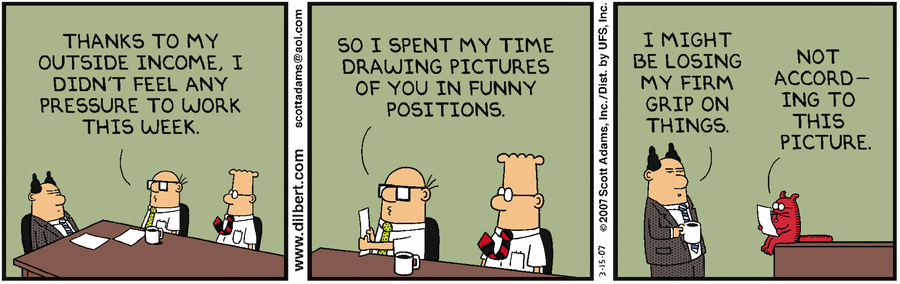 THANKS TO MY
OUTSIDE INCOME, I
DIDN'T FEEL ANY
PRESSURE TO WORK
THIS WEEK.
www.dilbert.com scottadams@aol.com
SO I SPENT MY TIME
DRAWING PICTURES
OF YOU IN FUNNY
POSITIONS.
3-15-07 ©2007 Scott Adams, Inc./Dist. by UFS, Inc.
I MIGHT
BE LOSING
MY FIRM
GRIP ON
THINGS.
NOT
ACCORD-
ING TO
THIS
PICTURE.